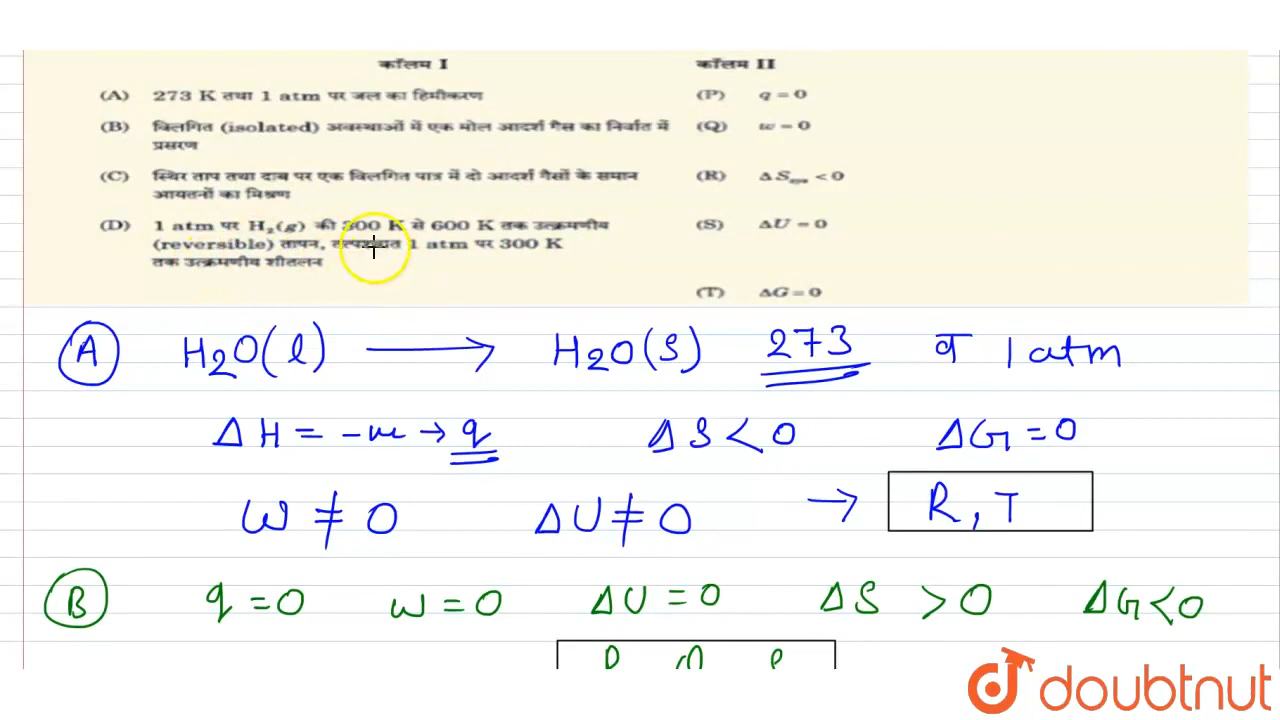 कॉलम I कॉलम II
(A) 273 K तथा 1 atm पर जल का हिमीकरण (P) q = 0
(B) विलगित (isolated) अवस्थाओं में एक मोल आदर्श गैस का निर्वात में (Q) w = 0
प्रसरण
(C) स्थिर ताप तथा दाब पर एक विलगित पात्र में दो आदर्श गैसों के समान (R) ΔSsys < 0
आयतनों का मिश्रण
(D) 1 atm पर H₂(g) की 300 K से 600 K तक उत्क्रमणीय (S) ΔU = 0
(reversible) तापन, तत्पश्चात 1 atm पर 300 K
तक उत्क्रमणीय शीतलन
(T) ΔG = 0
A H2O(l) ⟶ H2O(S) 273 व 1 atm
ΔH = -ve → q ΔS < 0 ΔG = 0
W ≠ 0 ΔU ≠ 0 → R, T
B q = 0 w = 0 ΔU = 0 ΔS > 0 ΔG < 0
doubtnut